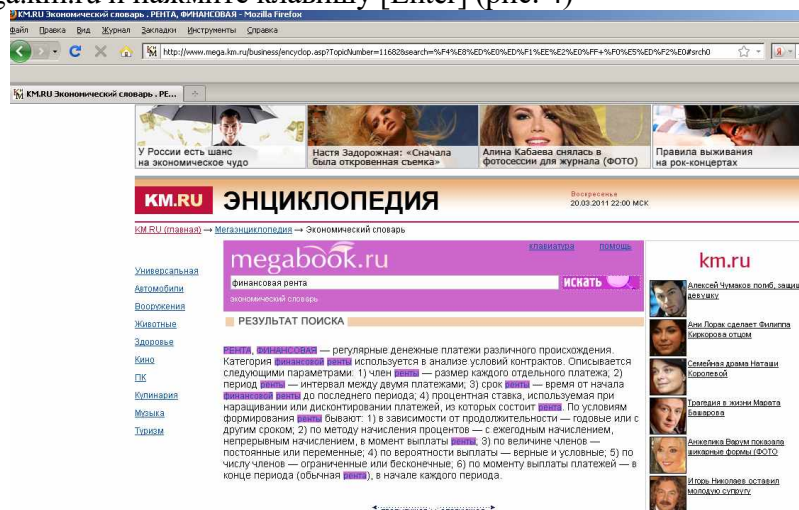 ga.km.ru и нажмите клавишу [Enter] (рис. 4)
KM.RU Экономический словарь . РЕНТА, ФИНАНСОВАЯ - Mozilla Firefox
Файл Правка Вид Журнал Закладки Инструменты Справка
http://www.mega.km.ru/business/encyclop.asp?TopicNumber=11682&search=%F4%E8%ED%E0%ED%F1%EE%E2%E0%FF+%F0%E5%ED%F2%E0#srch0
KM.RU Экономический словарь . РЕ...
У России есть шанс
на экономическое чудо
Настя Задорожная: «Сначала
была откровенная съемка»
Алина Кабаева снялась в
фотосессии для журнала (ФОТО)
Правила выживания
на рок-концертах
KM.RU ЭНЦИКЛОПЕДИЯ
Воскресенье
20.03.2011 22:00 МСК
KM.RU (главная) → Мегаэнциклопедия → Экономический словарь
клавиатура помощь
megabook.ru
финансовая рента искать
экономический словарь
Универсальная
Автомобили
Вооружения
Животные
Здоровье
Кино
ПК
Кулинария
Музыка
Туризм
РЕЗУЛЬТАТ ПОИСКА
РЕНТА, ФИНАНСОВАЯ — регулярные денежные платежи различного происхождения.
Категория финансовой ренты используется в анализе условий контрактов. Описывается
следующими параметрами: 1) член ренты — размер каждого отдельного платежа; 2)
период ренты — интервал между двумя платежами; 3) срок ренты — время от начала
финансовой ренты до последнего периода; 4) процентная ставка, используемая при
наращивании или дисконтировании платежей, из которых состоит рента. По условиям
формирования ренты бывают: 1) в зависимости от продолжительности — годовые или с
другим сроком; 2) по методу начисления процентов — с ежегодным начислением,
непрерывным начислением, в момент выплаты ренты; 3) по величине членов —
постоянные или переменные; 4) по вероятности выплаты — верные и условные; 5) по
числу членов — ограниченные или бесконечные; 6) по моменту выплаты платежей — в
конце периода (обычная рента), в начале каждого периода.
km.ru
Алексей Чумаков погиб, защищ
девушку
Ани Лорак сделает Филиппа
Киркорова отцом
Семейная драма Наташи
Королевой
Трагедия в жизни Марата
Башарова
Анжелика Варум показала
шикарные формы (ФОТО
Игорь Николаев оставил
молодую супругу